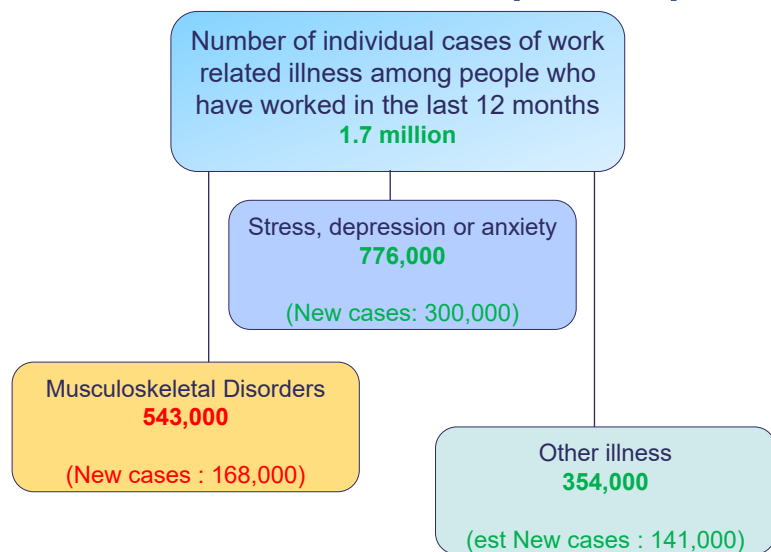 Number of individual cases of work
related illness among people who
have worked in the last 12 months
1.7 million
Stress, depression or anxiety
776,000
(New cases: 300,000)
Musculoskeletal Disorders
543,000
(New cases : 168,000)
Other illness
354,000
(est New cases : 141,000)